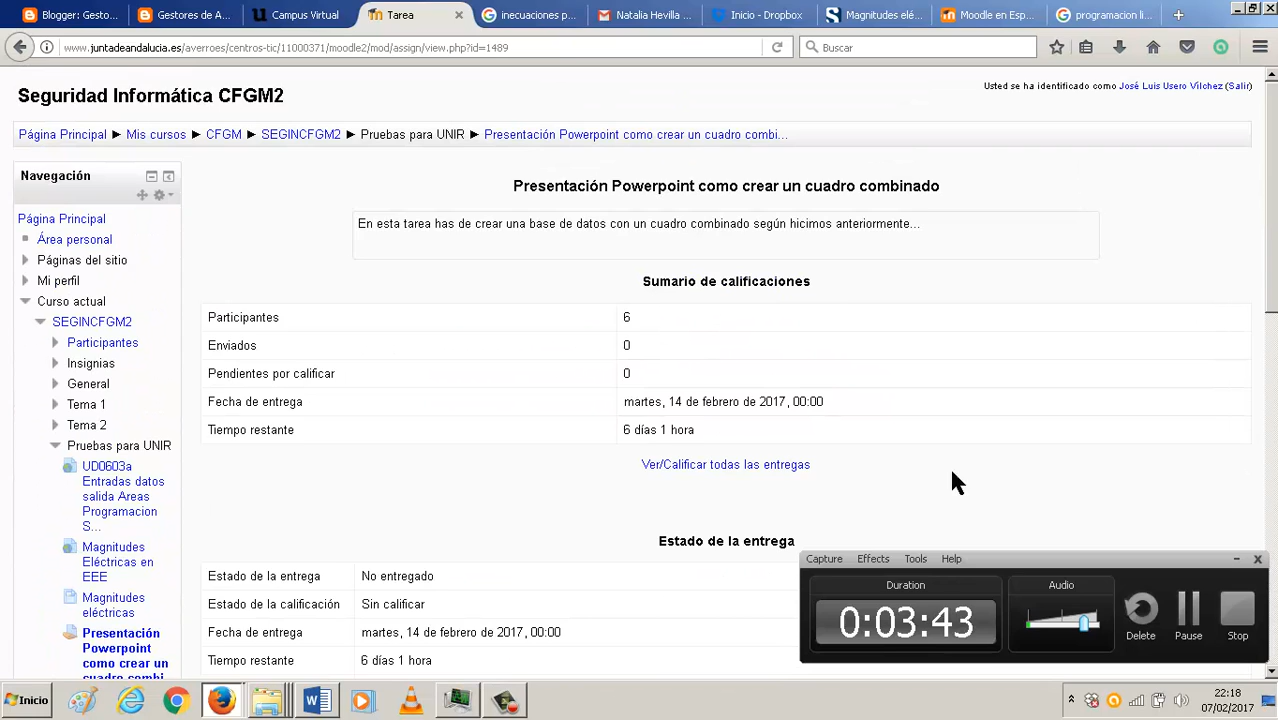 Blogger: Gestor
Gestores de A
Campus Virtual
Tarea
inecuaciones p...
Natalia Hevilla
Inicio - Dropbox
Magnitudes elé...
Moodle en Esp...
programacion li...
www.juntadeandalucia.es/averroes/centros-tic/11000371/moodle2/mod/assign/view.php?id=1489
Buscar
Seguridad Informática CFGM2
Usted se ha identificado como José Luis Usero Vílchez (Salir)
Página Principal ► Mis cursos ► CFGM ► SEGINCFGM2 ► Pruebas para UNIR ► Presentación Powerpoint como crear un cuadro combi...
Navegación
Página Principal
Área personal
Páginas del sitio
Mi perfil
Curso actual
SEGINCFGM2
Participantes
Insignias
General
Tema 1
Tema 2
Pruebas para UNIR
UD0603a
Entradas datos
salida Areas
Programacion
S...
Magnitudes
Eléctricas en
EEE
Magnitudes
eléctricas
Presentación
Powerpoint
como crear un
cuadro combi
Presentación Powerpoint como crear un cuadro combinado
En esta tarea has de crear una base de datos con un cuadro combinado según hicimos anteriormente...
Sumario de calificaciones
Participantes 6
Enviados 0
Pendientes por calificar 0
Fecha de entrega martes, 14 de febrero de 2017, 00:00
Tiempo restante 6 días 1 hora
Ver/Calificar todas las entregas
Estado de la entrega
Estado de la entrega No entregado
Estado de la calificación Sin calificar
Fecha de entrega martes, 14 de febrero de 2017, 00:00
Tiempo restante 6 días 1 hora
Capture Effects Tools Help
Duration
0:03:43
Audio
Delete
Pause
Stop
Inicio
22:18
07/02/2017